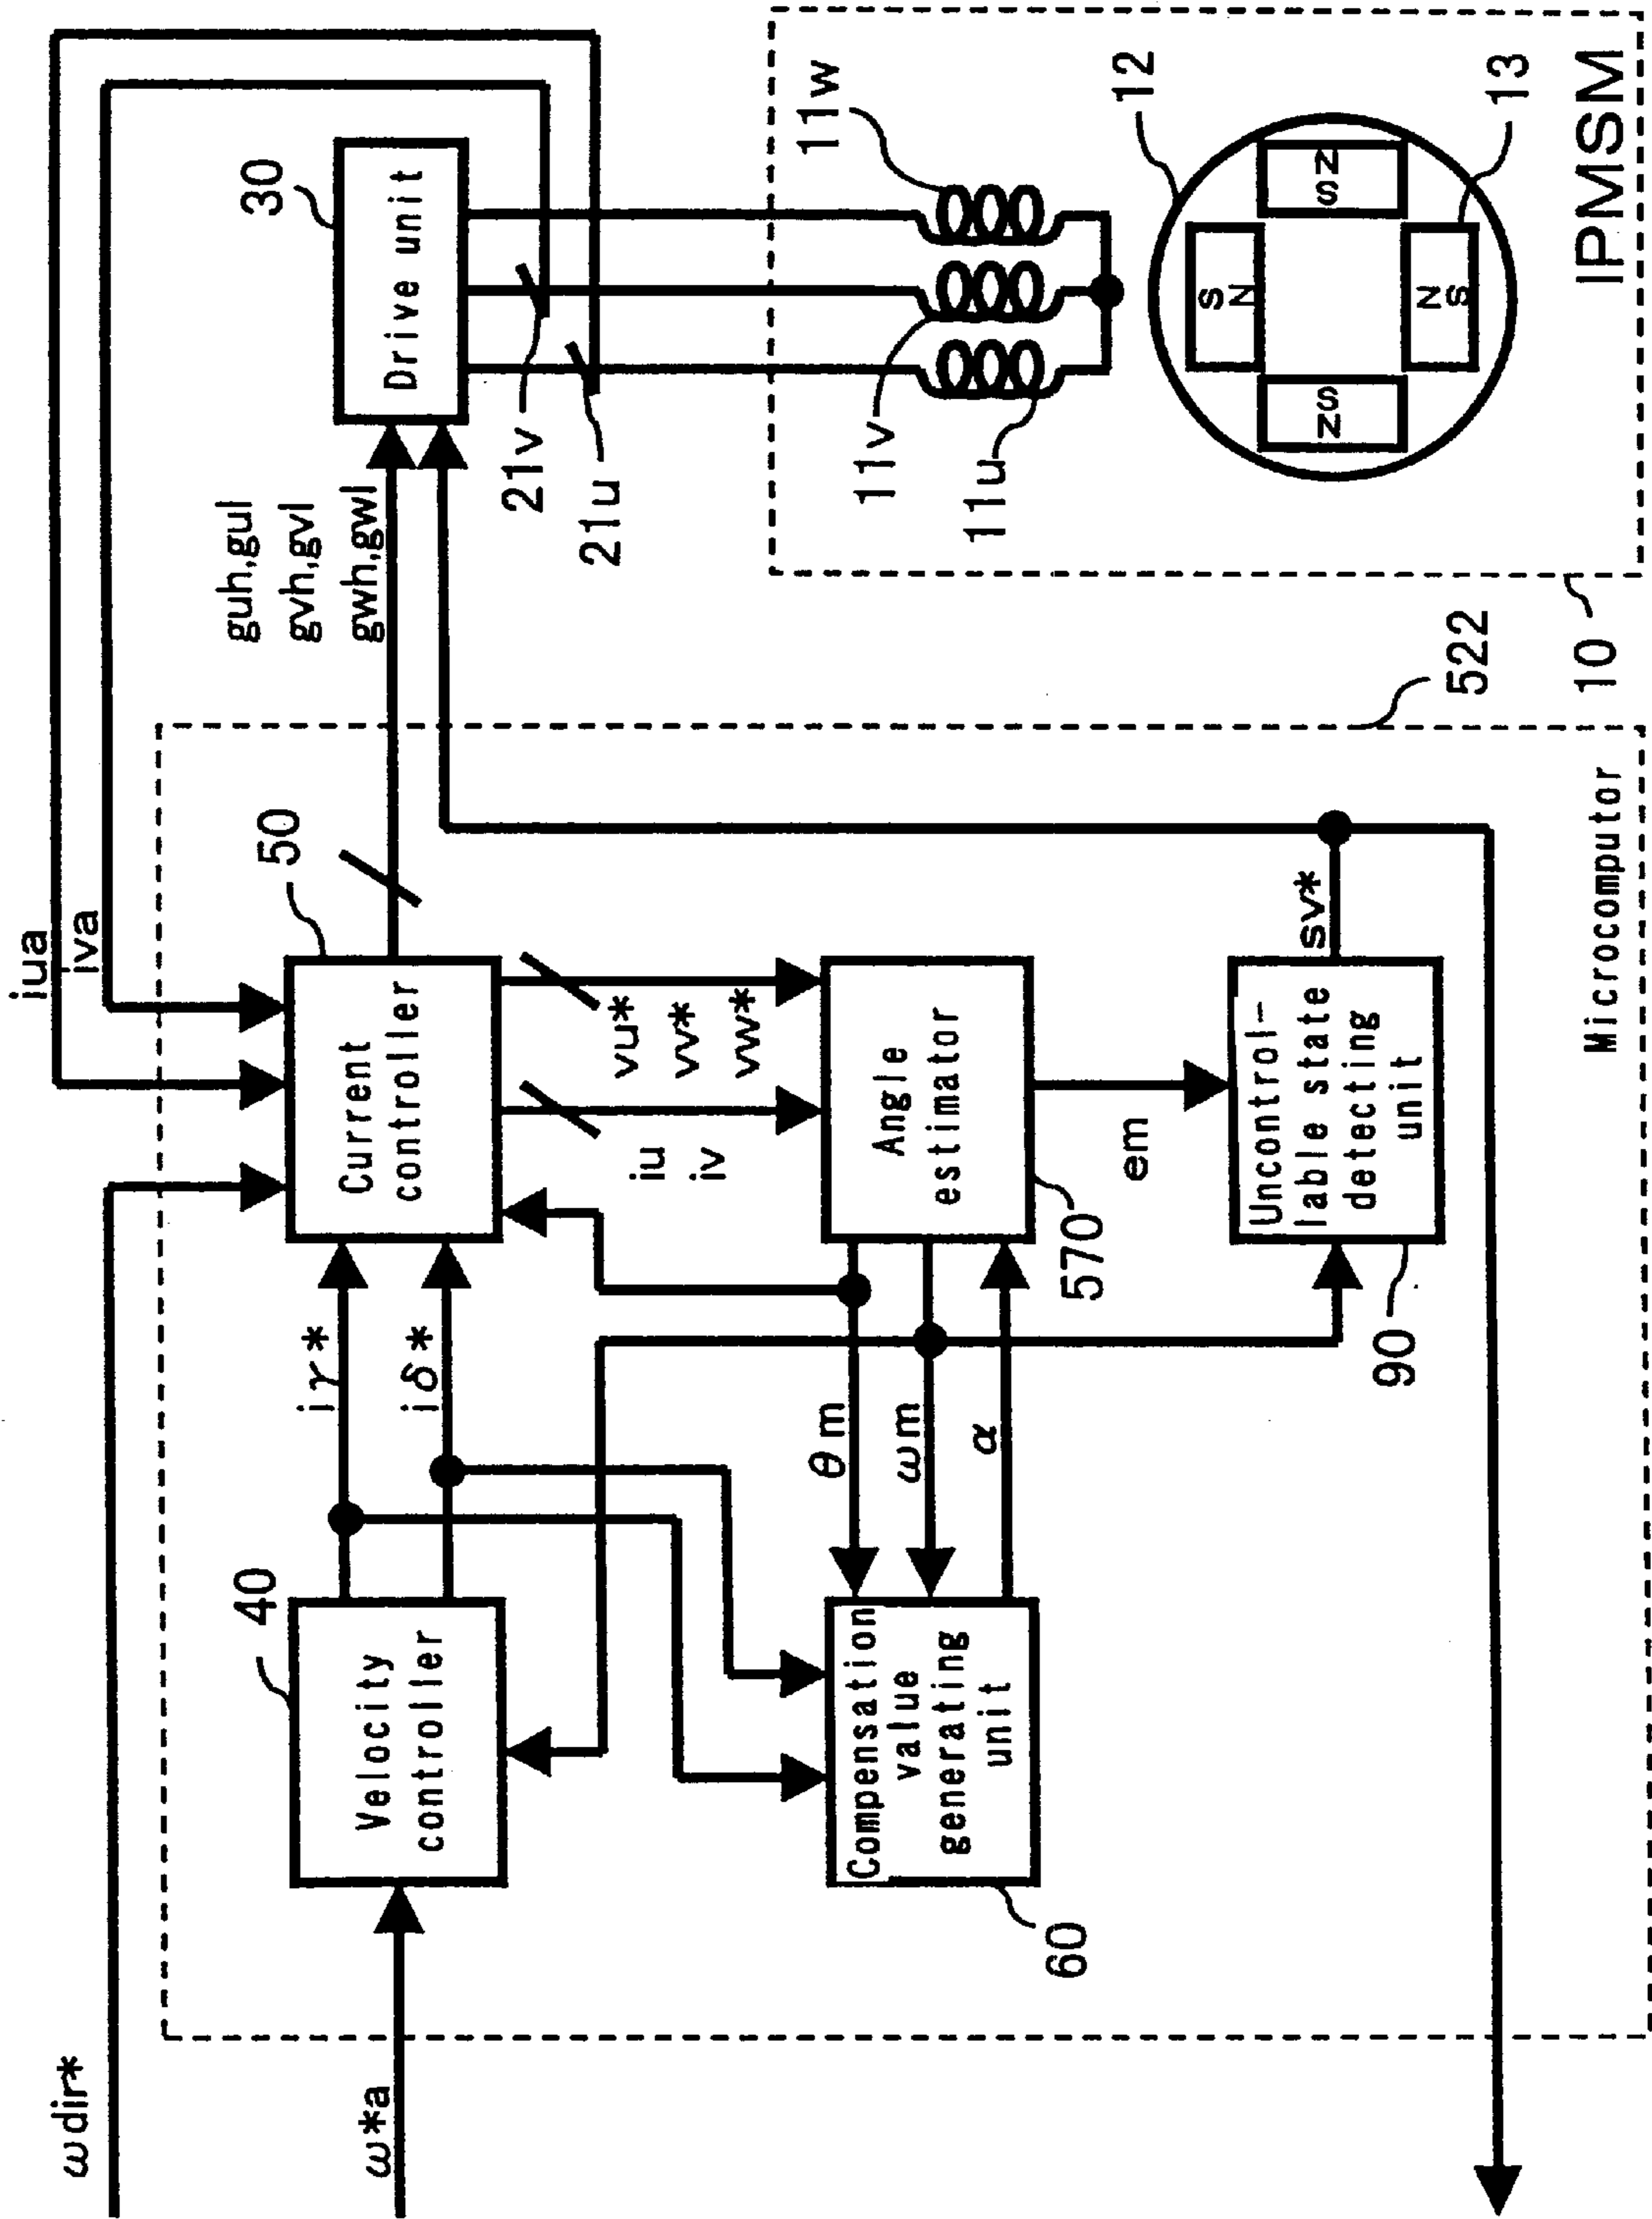 ωdir*
ω*a
iua
iva
40
Velocity
controller
iγ*
iδ*
50
Current
controller
guh,gul
gvh,gvl
gwh,gwl
30
Drive unit
21v
21u
vu*
vv*
vw*
iu
iv
60
Compensation
value
generating
unit
θm
ωm
α
Angle
estimator
570
em
90
Uncontrol-
lable state
detecting
unit
sv*
Microcomputor
522
10
11w
11v
11u
12
13
S
N
N
S
S
N
N
S
IPMSM